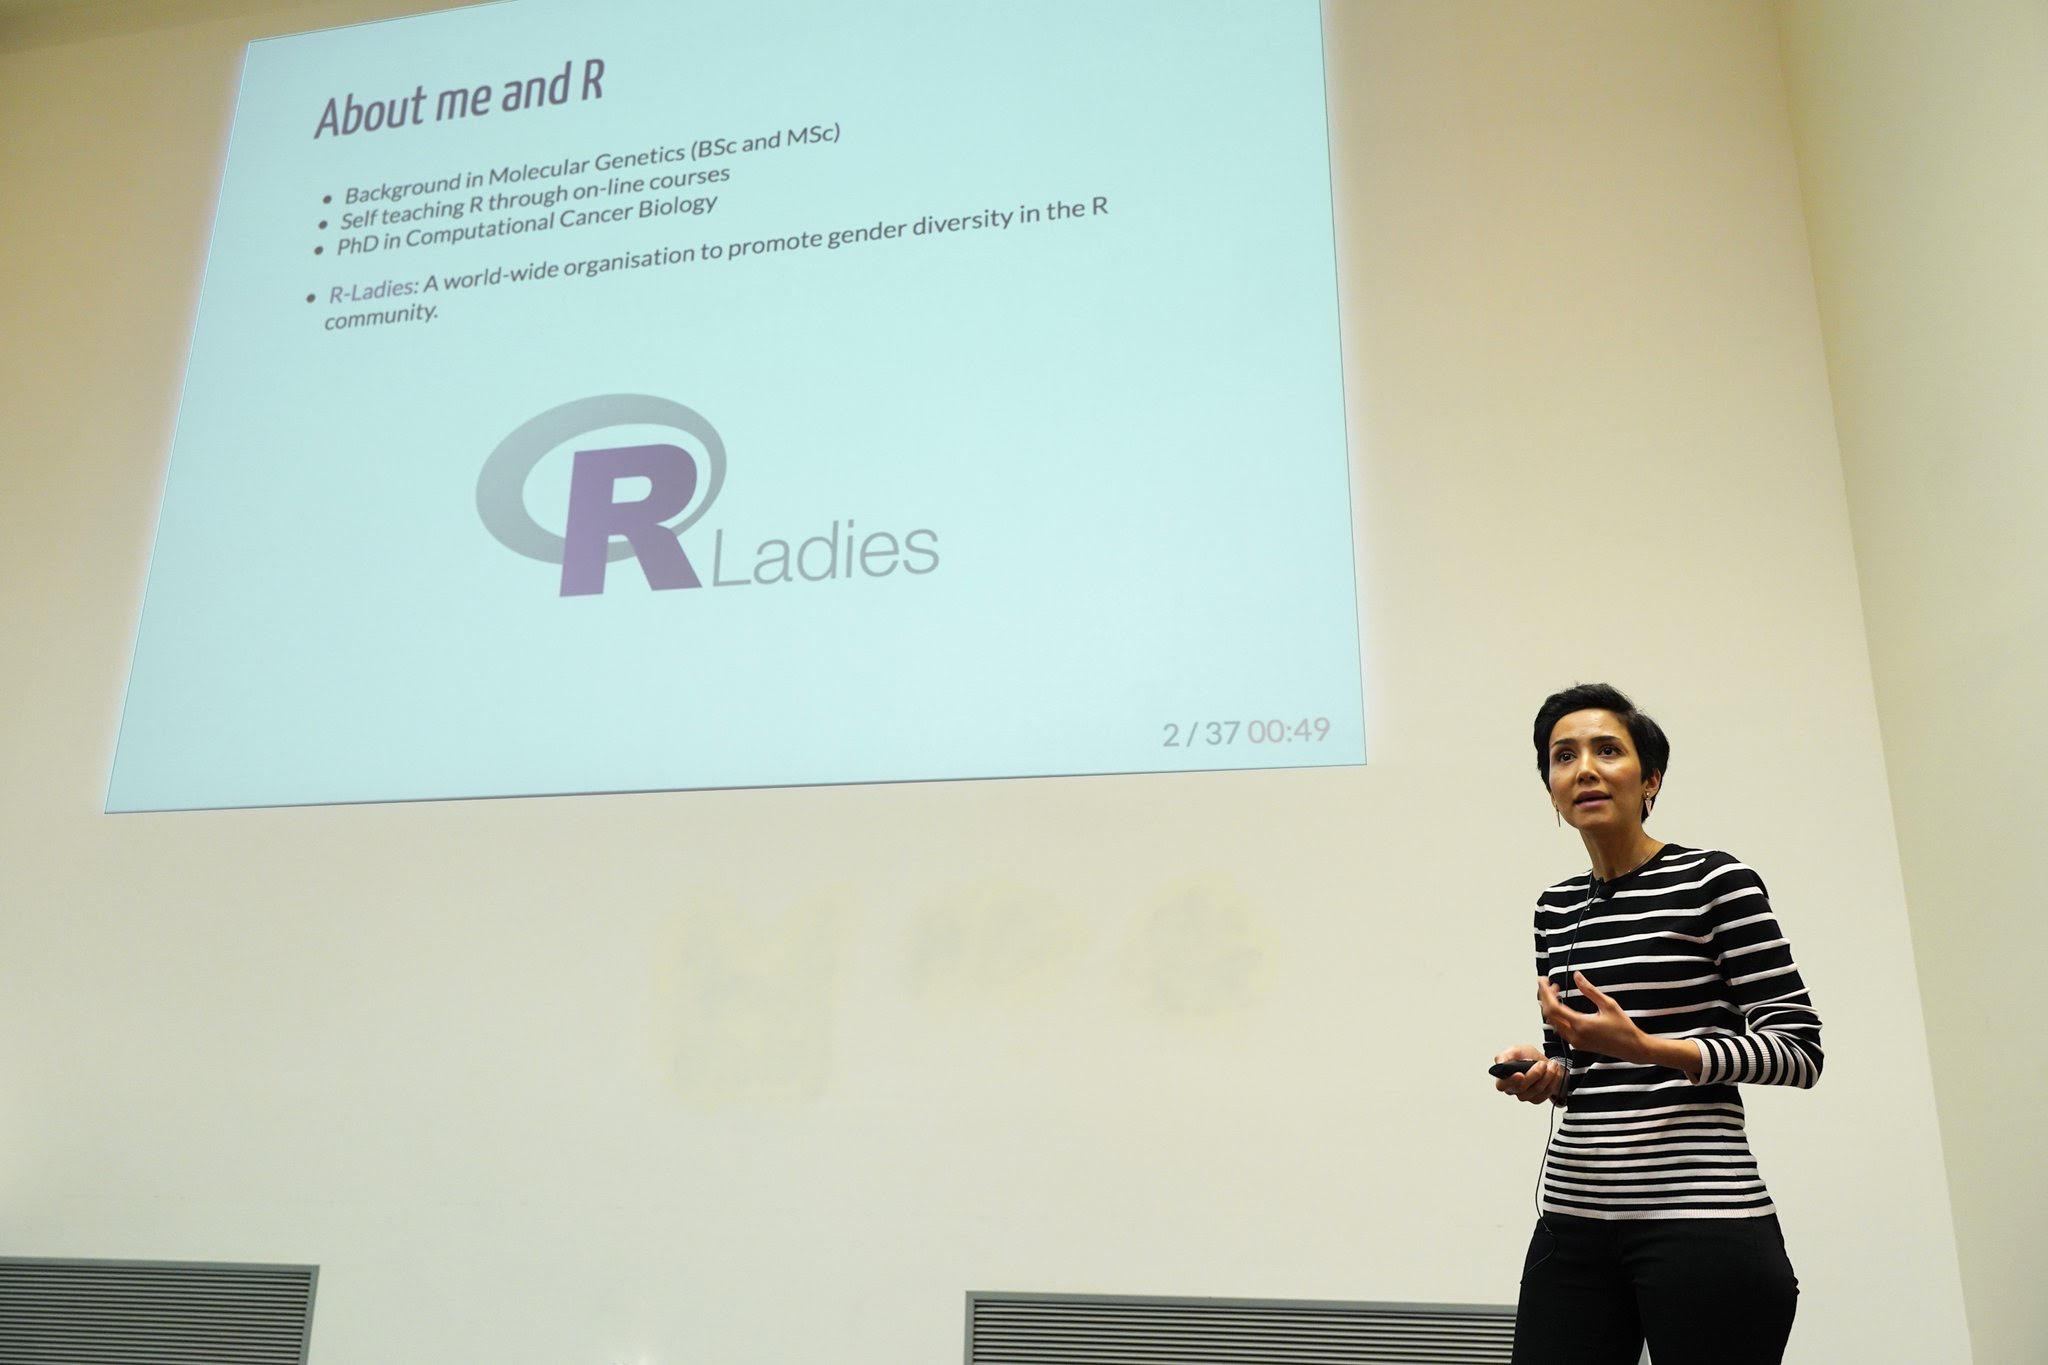 About me and R
• Background in Molecular Genetics (BSc and MSc)
• Self teaching R through on-line courses
• PhD in Computational Cancer Biology
• R-Ladies: A world-wide organisation to promote gender diversity in the R
community.
R Ladies
2 / 37 00:49